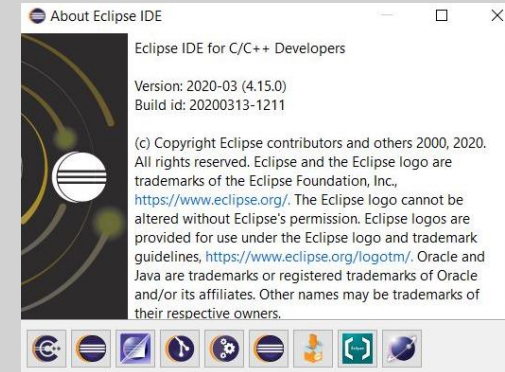 About Eclipse IDE
Eclipse IDE for C/C++ Developers
Version: 2020-03 (4.15.0)
Build id: 20200313-1211
(c) Copyright Eclipse contributors and others 2000, 2020.
All rights reserved. Eclipse and the Eclipse logo are
trademarks of the Eclipse Foundation, Inc.,
https://www.eclipse.org/. The Eclipse logo cannot be
altered without Eclipse's permission. Eclipse logos are
provided for use under the Eclipse logo and trademark
guidelines, https://www.eclipse.org/logotm/. Oracle and
Java are trademarks or registered trademarks of Oracle
and/or its affiliates. Other names may be trademarks of
their respective owners.